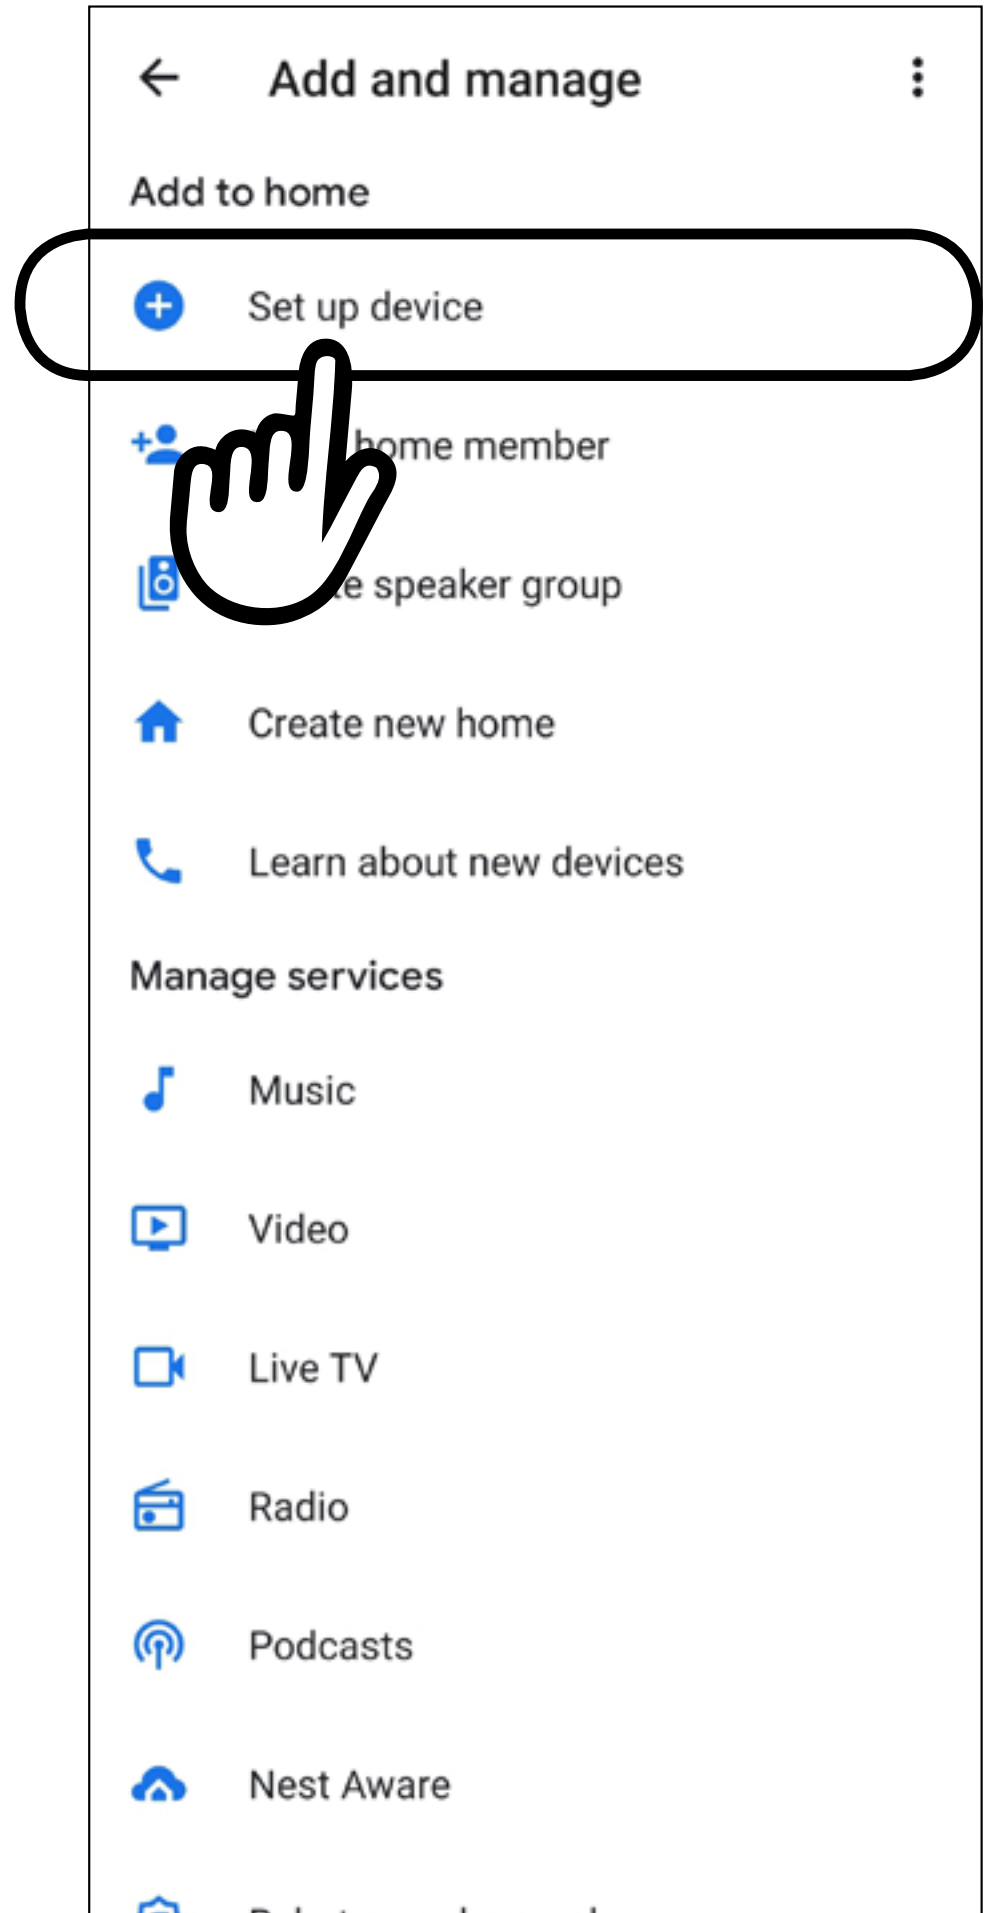 Add and manage
Add to home
Set up device
home member
speaker group
Create new home
Learn about new devices
Manage services
Music
Video
Live TV
Radio
Podcasts
Nest Aware